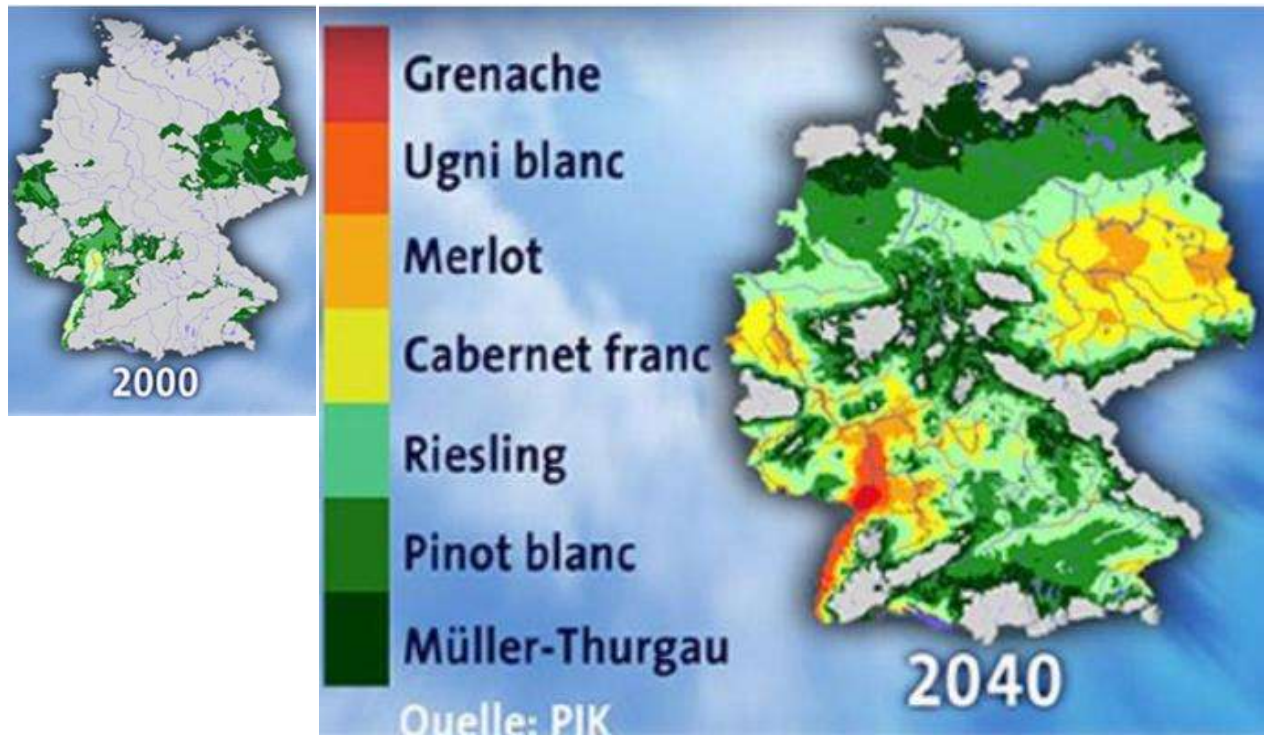 2000
Grenache
Ugni blanc
Merlot
Cabernet franc
Riesling
Pinot blanc
Müller-Thurgau
Quelle: PIK
2040